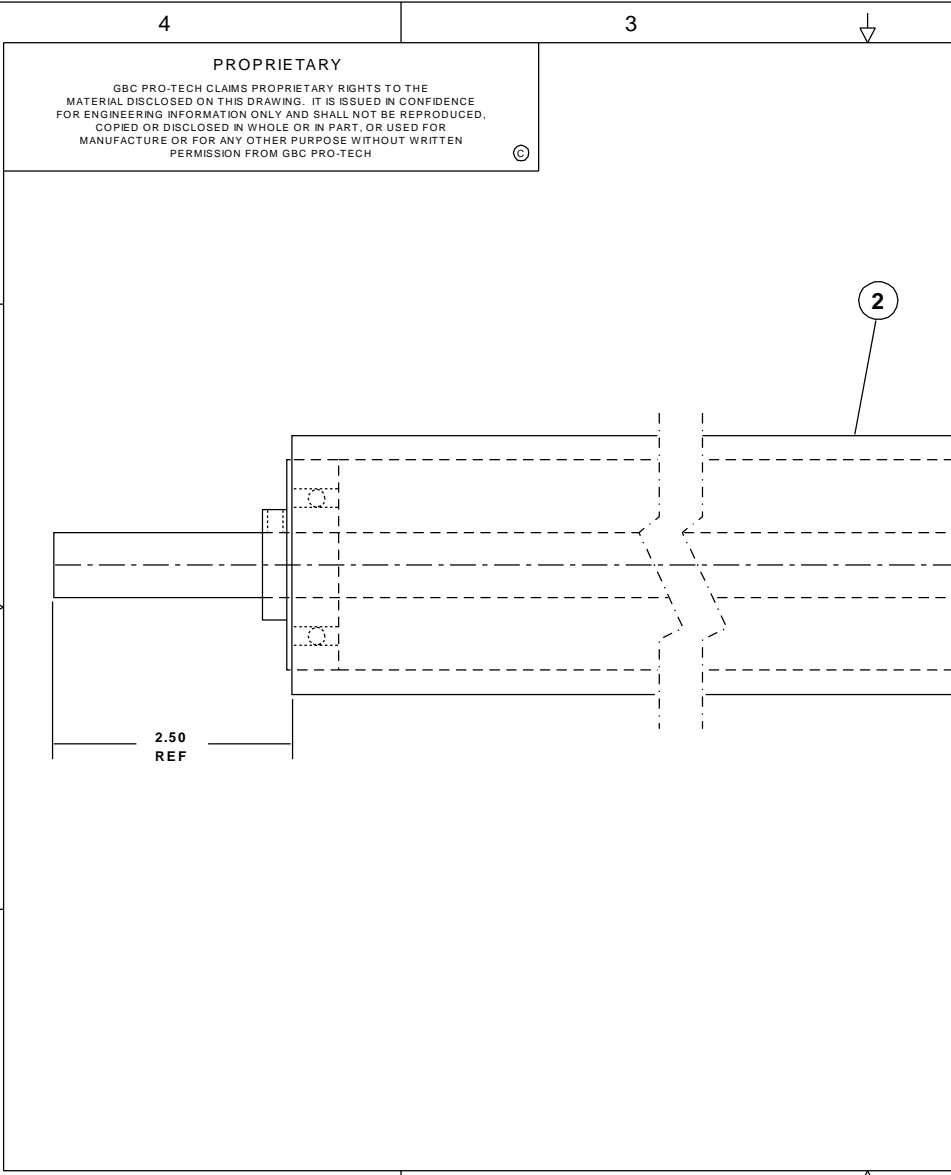 4
3
PROPRIETARY
GBC PRO-TECH CLAIMS PROPRIETARY RIGHTS TO THE
MATERIAL DISCLOSED ON THIS DRAWING. IT IS ISSUED IN CONFIDENCE
FOR ENGINEERING INFORMATION ONLY AND SHALL NOT BE REPRODUCED,
COPIED OR DISCLOSED IN WHOLE OR IN PART, OR USED FOR
MANUFACTURE OR FOR ANY OTHER PURPOSE WITHOUT WRITTEN
PERMISSION FROM GBC PRO-TECH
©
2
2.50
REF